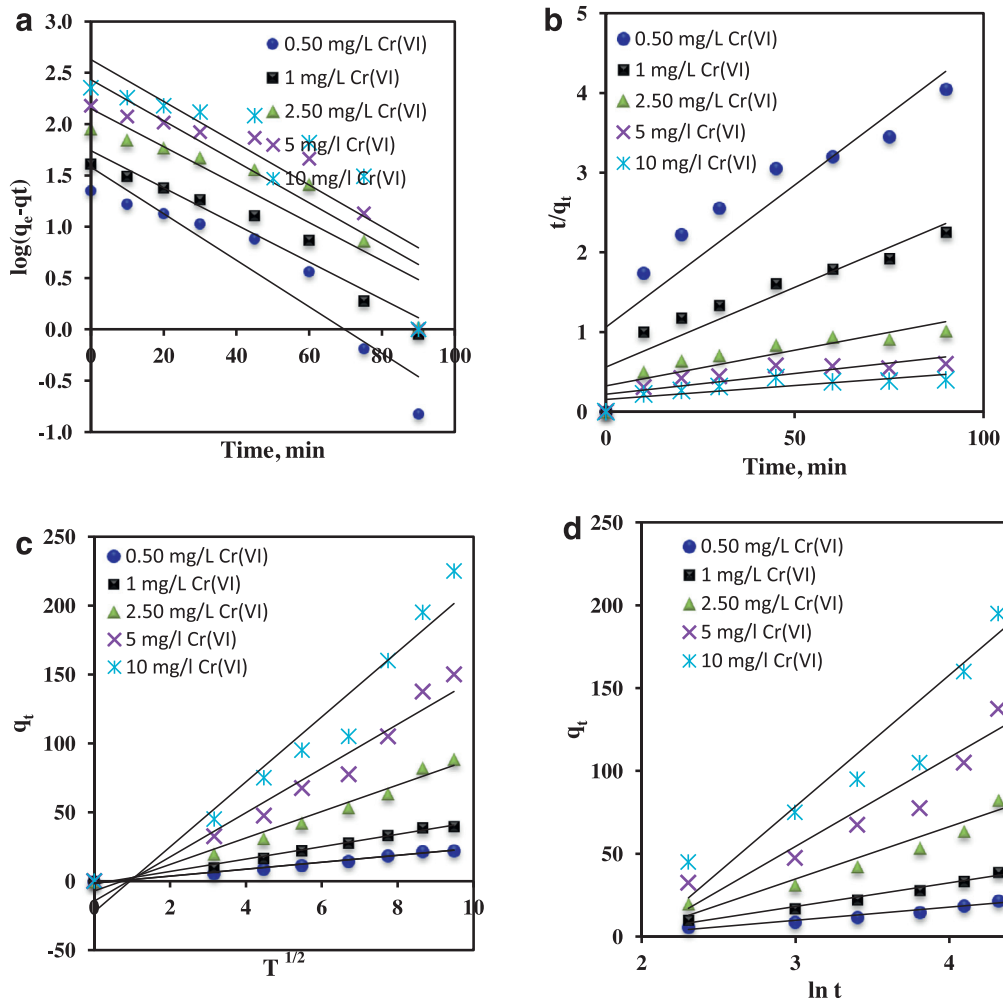 a
3.0
2.5
2.0
1.5
1.0
0.5
0.0
-0.5
-1.0
0
20
40
60
80
100
log(qe-qt)
Time, min
0.50 mg/L Cr(VI)
1 mg/L Cr(VI)
2.50 mg/L Cr(VI)
5 mg/l Cr(VI)
10 mg/l Cr(VI)
b
5
4
3
2
1
0
0
50
100
t/qt
Time, min
0.50 mg/L Cr(VI)
1 mg/L Cr(VI)
2.50 mg/L Cr(VI)
5 mg/l Cr(VI)
10 mg/l Cr(VI)
c
250
200
150
100
50
0
-50
0
2
4
6
8
10
qt
T 1/2
0.50 mg/L Cr(VI)
1 mg/L Cr(VI)
2.50 mg/L Cr(VI)
5 mg/l Cr(VI)
10 mg/l Cr(VI)
d
250
200
150
100
50
0
2
3
4
qt
ln t
0.50 mg/L Cr(VI)
1 mg/L Cr(VI)
2.50 mg/L Cr(VI)
5 mg/l Cr(VI)
10 mg/l Cr(VI)